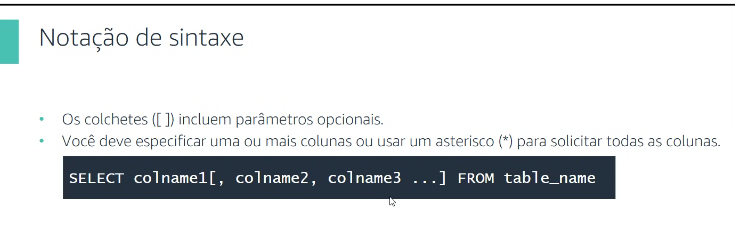 Notação de sintaxe
• Os colchetes ([ ]) incluem parâmetros opcionais.
• Você deve especificar uma ou mais colunas ou usar um asterisco (*) para solicitar todas as colunas.
SELECT colname1[, colname2, colname3 ...] FROM table_name